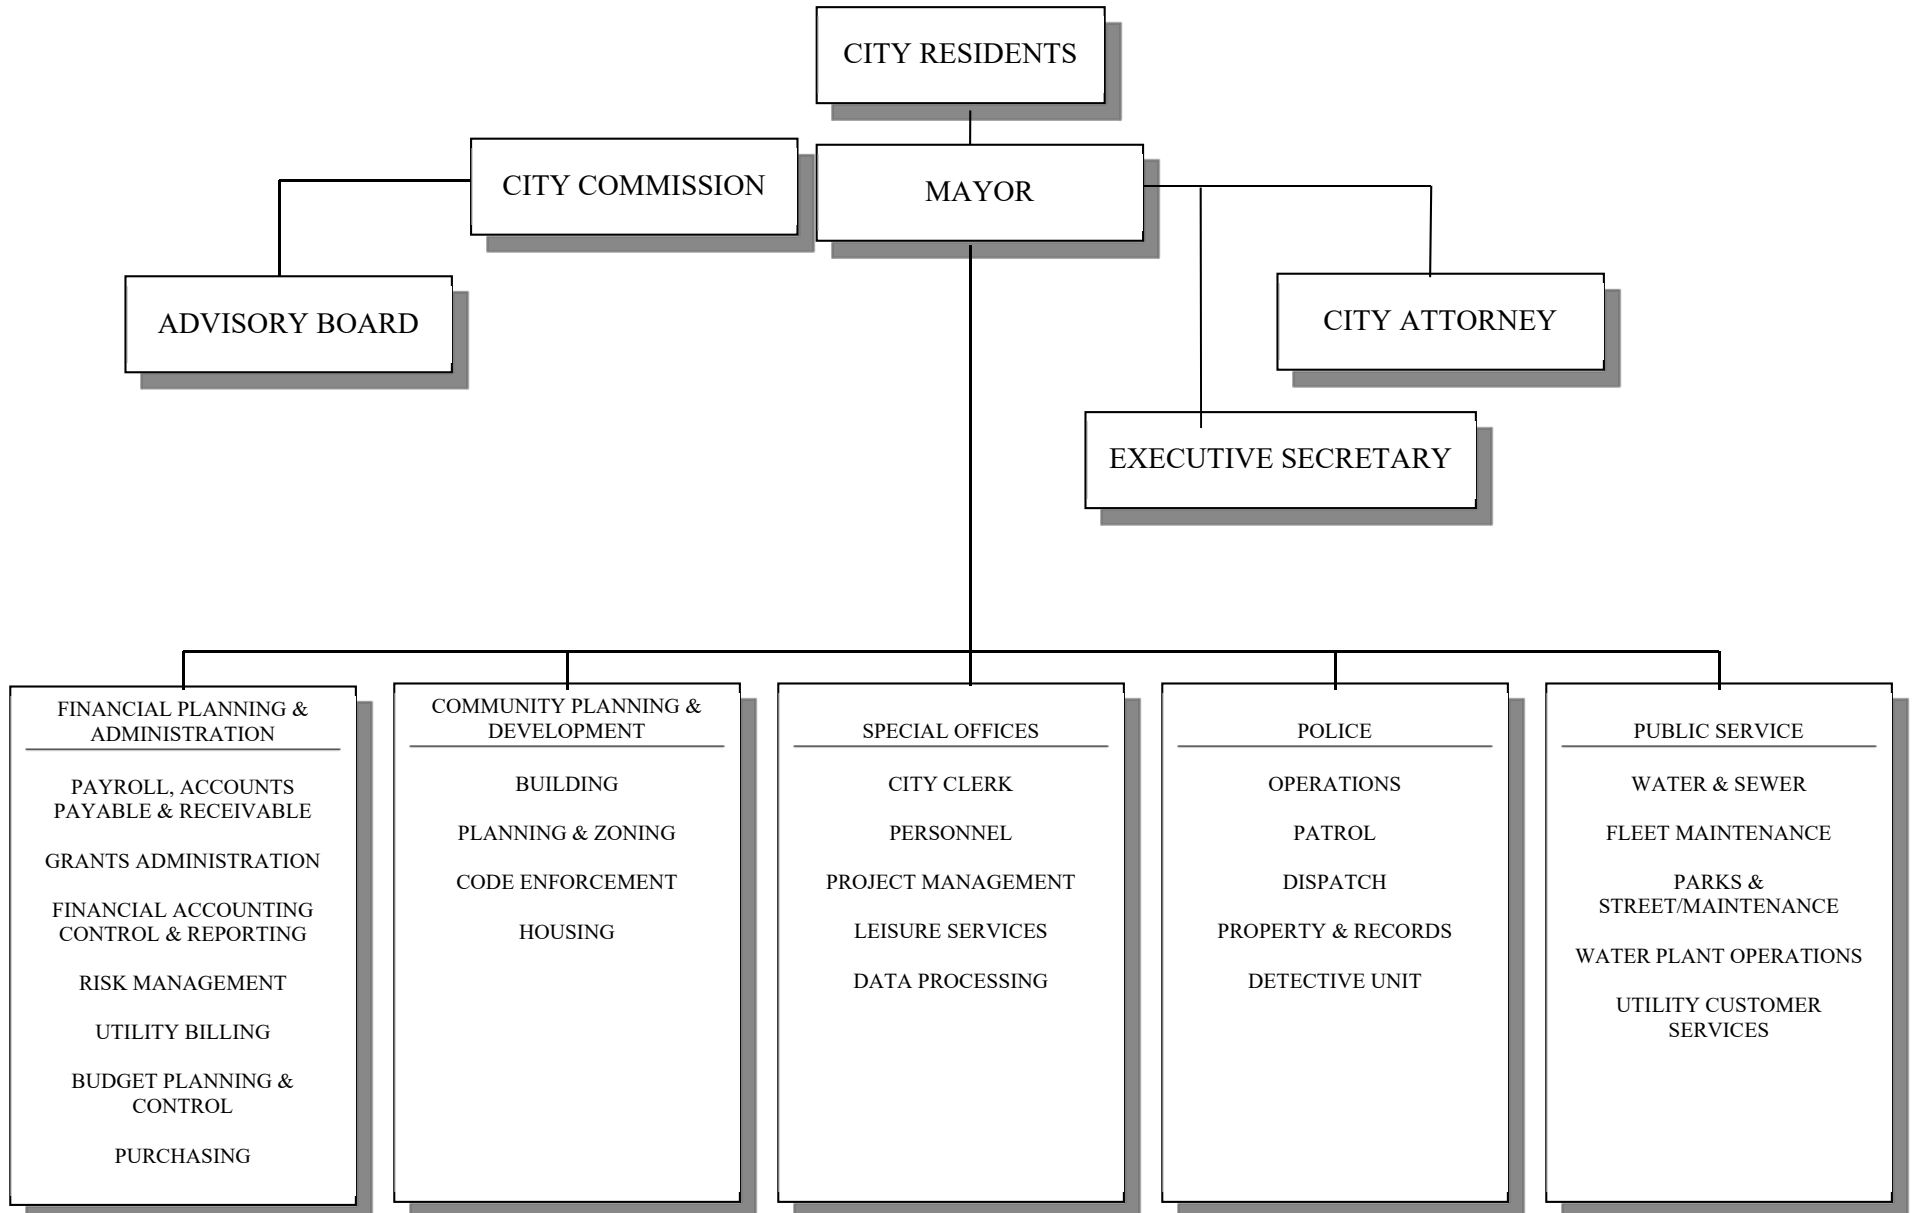 CITY RESIDENTS
CITY COMMISSION
MAYOR
ADVISORY BOARD
CITY ATTORNEY
EXECUTIVE SECRETARY
FINANCIAL PLANNING &
ADMINISTRATION
PAYROLL, ACCOUNTS
PAYABLE & RECEIVABLE
GRANTS ADMINISTRATION
FINANCIAL ACCOUNTING
CONTROL & REPORTING
RISK MANAGEMENT
UTILITY BILLING
BUDGET PLANNING &
CONTROL
PURCHASING
COMMUNITY PLANNING &
DEVELOPMENT
BUILDING
PLANNING & ZONING
CODE ENFORCEMENT
HOUSING
SPECIAL OFFICES
CITY CLERK
PERSONNEL
PROJECT MANAGEMENT
LEISURE SERVICES
DATA PROCESSING
POLICE
OPERATIONS
PATROL
DISPATCH
PROPERTY & RECORDS
DETECTIVE UNIT
PUBLIC SERVICE
WATER & SEWER
FLEET MAINTENANCE
PARKS &
STREET/MAINTENANCE
WATER PLANT OPERATIONS
UTILITY CUSTOMER
SERVICES